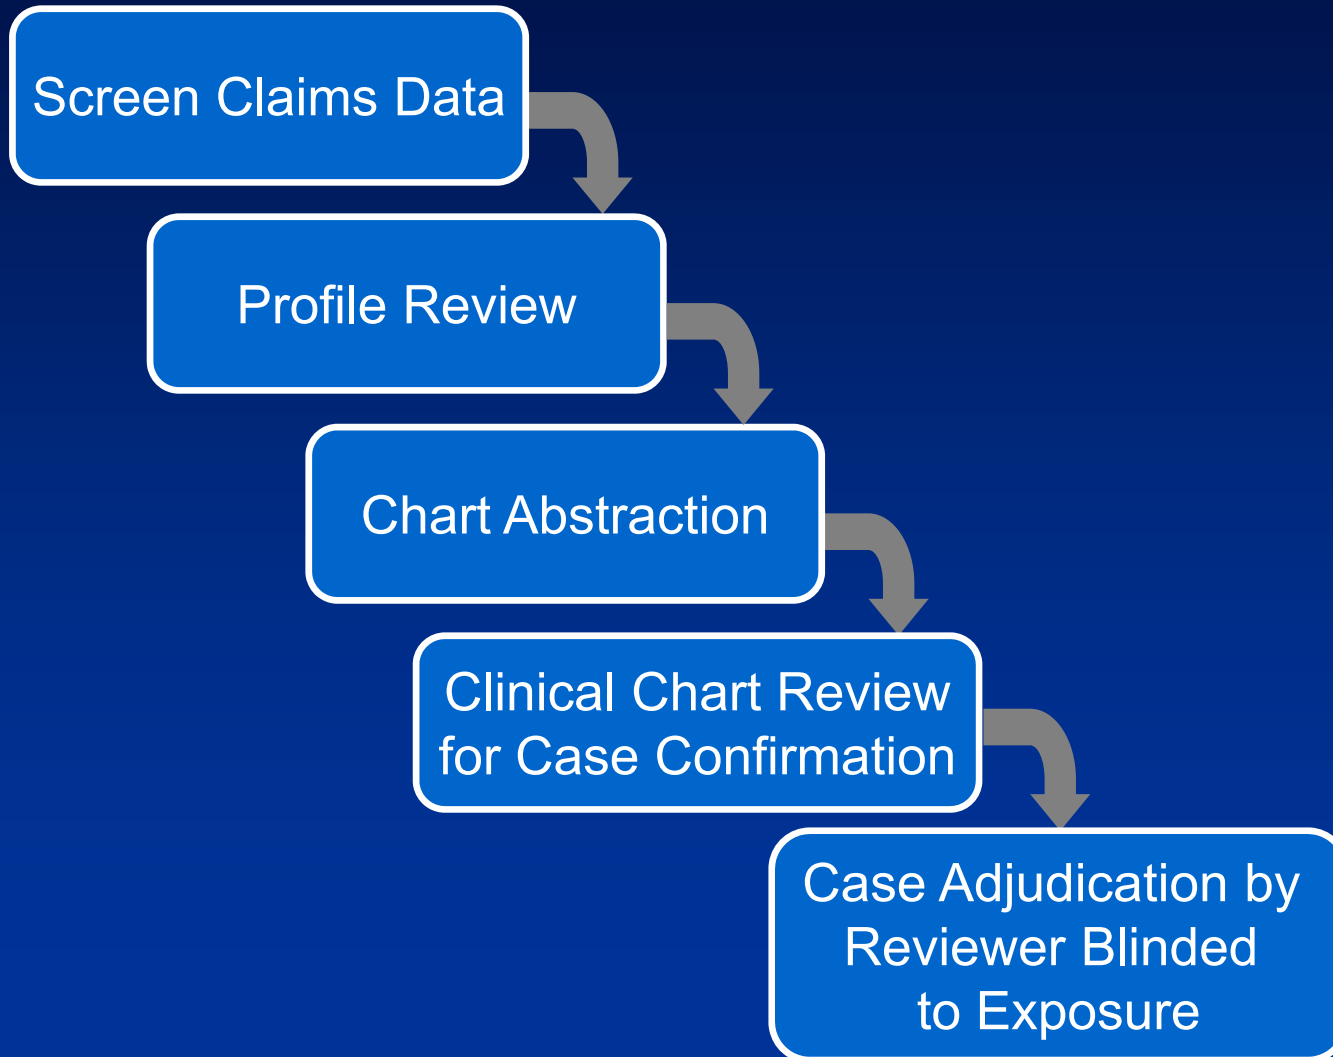 Screen Claims Data
Profile Review
Chart Abstraction
Clinical Chart Review
for Case Confirmation
Case Adjudication by
Reviewer Blinded
to Exposure